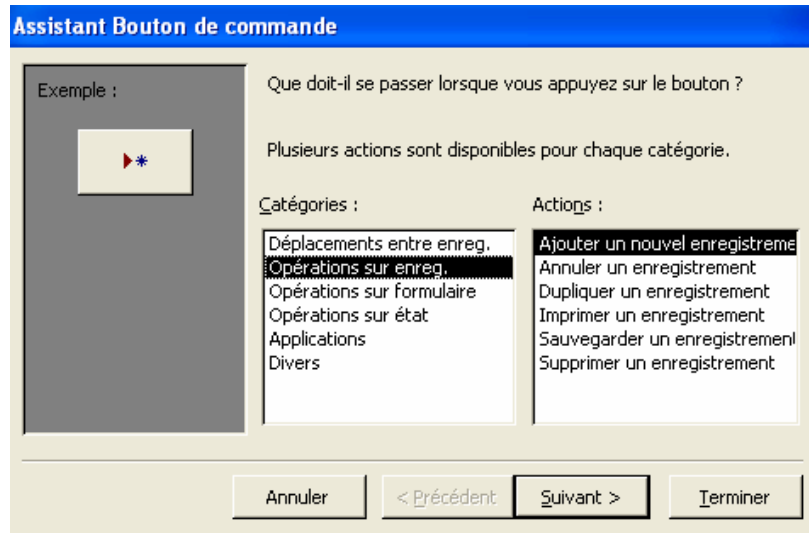 Assistant Bouton de commande
Exemple :
Que doit-il se passer lorsque vous appuyez sur le bouton ?
Plusieurs actions sont disponibles pour chaque catégorie.
Catégories :
Déplacements entre enreg.
Opérations sur enreg.
Opérations sur formulaire
Opérations sur état
Applications
Divers
Actions :
Ajouter un nouvel enregistreme
Annuler un enregistrement
Dupliquer un enregistrement
Imprimer un enregistrement
Sauvegarder un enregistrement
Supprimer un enregistrement
Annuler
< Précédent
Suivant >
Terminer